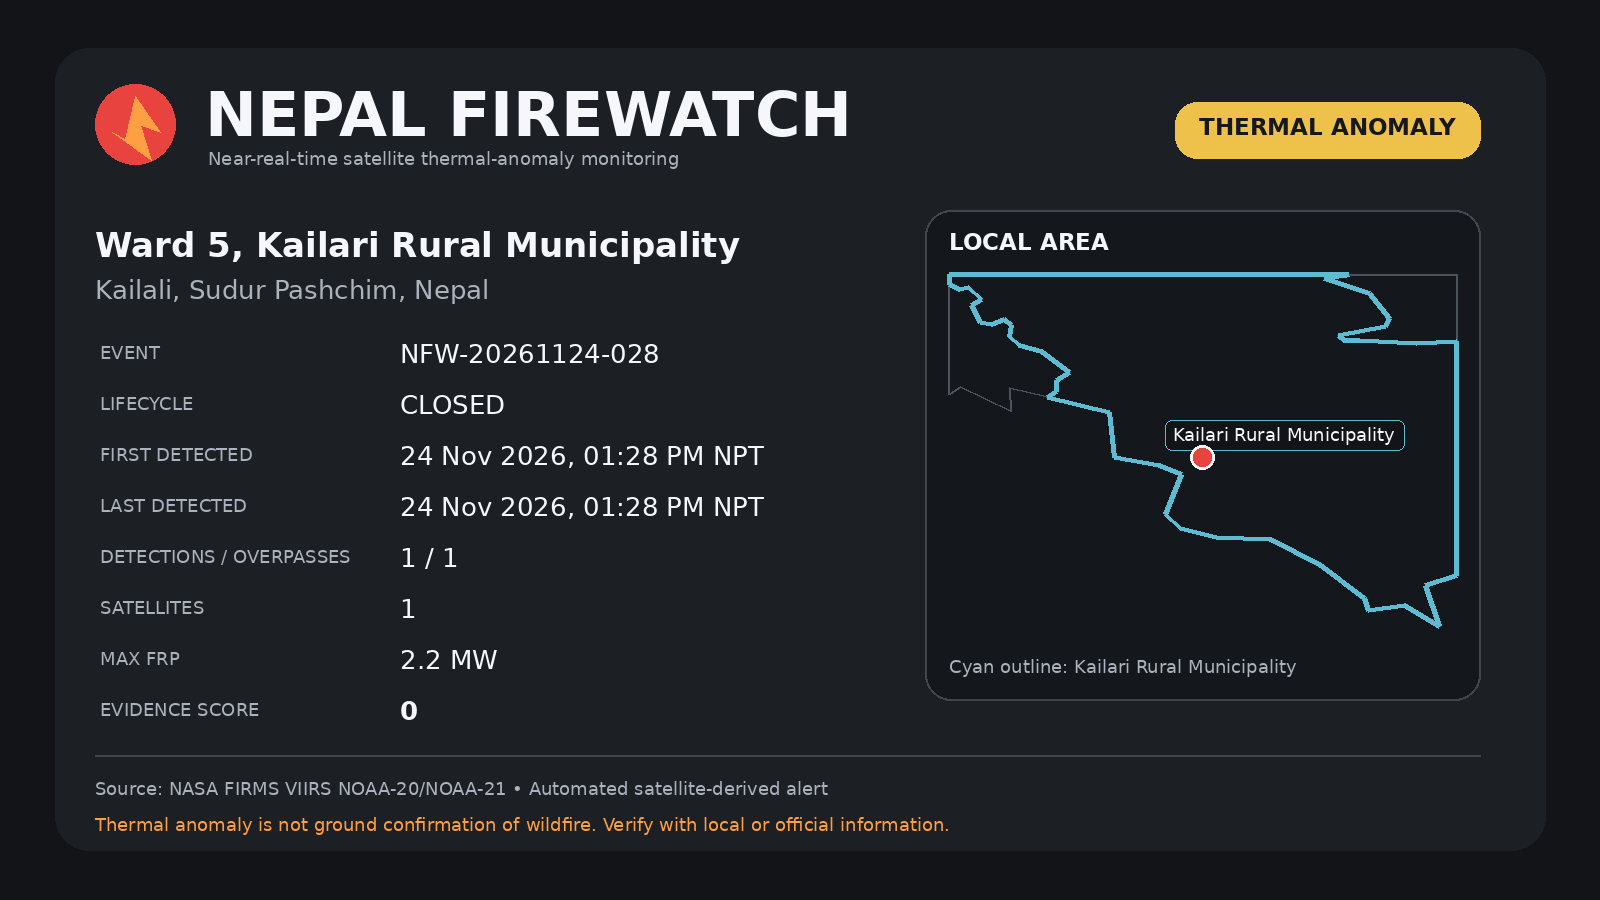 NEPAL FIREWATCH
Near-real-time satellite thermal-anomaly monitoring
THERMAL ANOMALY
Ward 5, Kailari Rural Municipality
Kailali, Sudur Pashchim, Nepal
EVENT NFW-20261124-028
LIFECYCLE CLOSED
FIRST DETECTED 24 Nov 2026, 01:28 PM NPT
LAST DETECTED 24 Nov 2026, 01:28 PM NPT
DETECTIONS / OVERPASSES 1 / 1
SATELLITES 1
MAX FRP 2.2 MW
EVIDENCE SCORE 0
LOCAL AREA
Kailari Rural Municipality
Cyan outline: Kailari Rural Municipality
Source: NASA FIRMS VIIRS NOAA-20/NOAA-21 • Automated satellite-derived alert
Thermal anomaly is not ground confirmation of wildfire. Verify with local or official information.